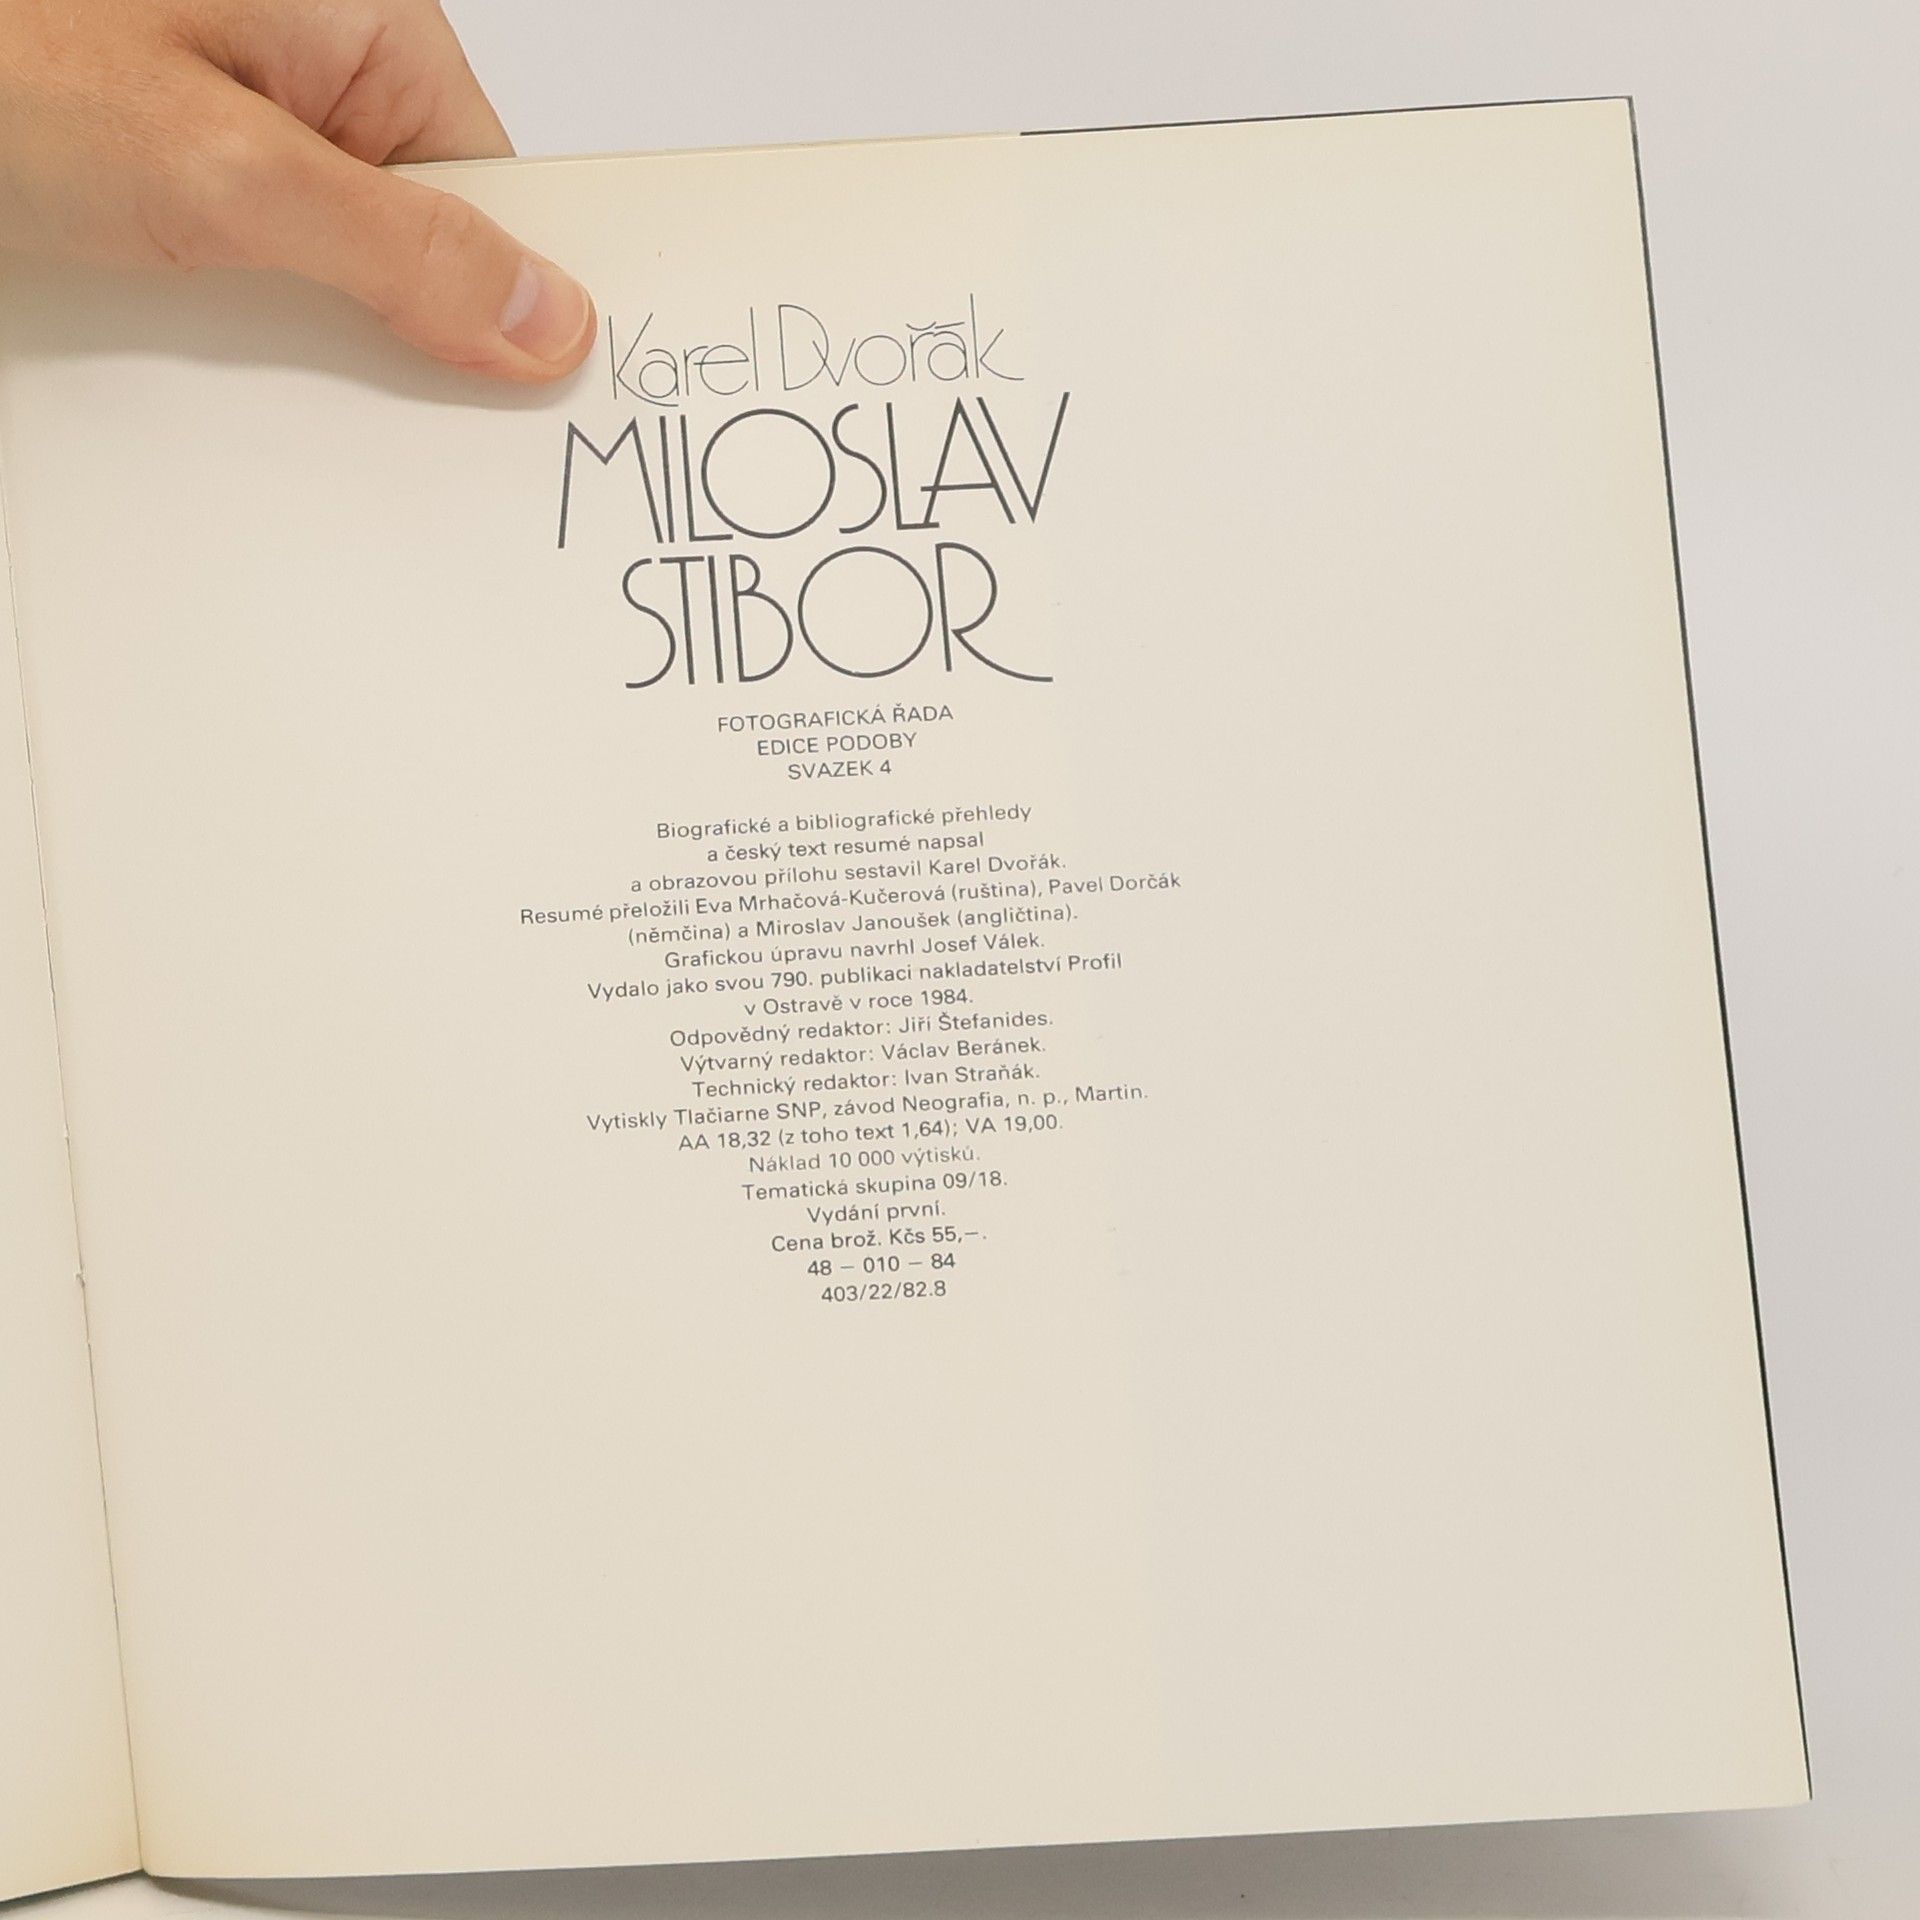 Karel Dvořák
MILOSLAV
STIBOR
FOTOGRAFICKÁ ŘADA
EDICE PODOBY
SVAZEK 4
Biografické a bibliografické přehledy
a český text resumé napsal
a obrazovou přílohu sestavil Karel Dvořák.
Resumé přeložili Eva Mrhačová-Kučerová (ruština), Pavel Dorčák
(němčina) a Miroslav Janoušek (angličtina).
Grafickou úpravu navrhl Josef Válek.
Vydalo jako svou 790. publikaci nakladatelství Profil
v Ostravě v roce 1984.
Odpovědný redaktor: Jiří Štefanides.
Výtvarný redaktor: Václav Beránek.
Technický redaktor: Ivan Straňák.
Vytiskly Tlačiarne SNP, závod Neografia, n. p., Martin.
AA 18,32 (z toho text 1,64); VA 19,00.
Náklad 10 000 výtisků.
Tematická skupina 09/18.
Vydání první.
Cena brož. Kčs 55,—.
48 — 010 — 84
403/22/82.8